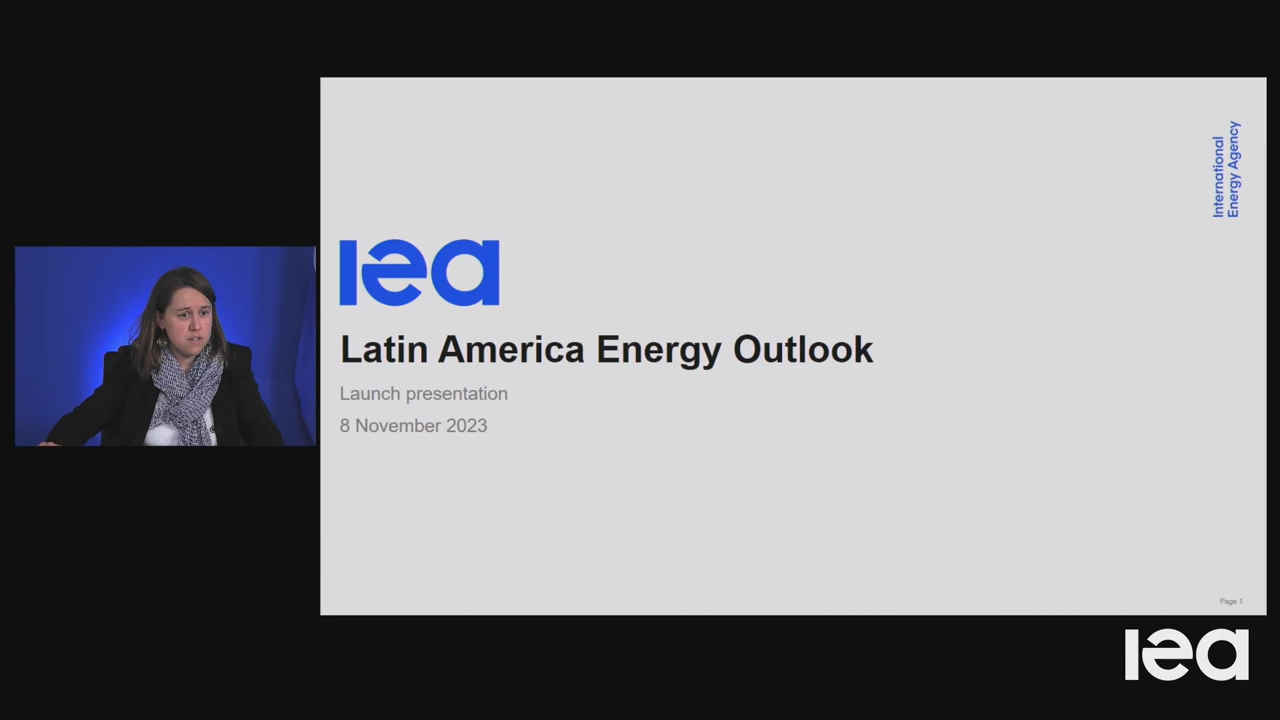 International
Energy Agency
iea
Latin America Energy Outlook
Launch presentation
8 November 2023
Page 1
iea